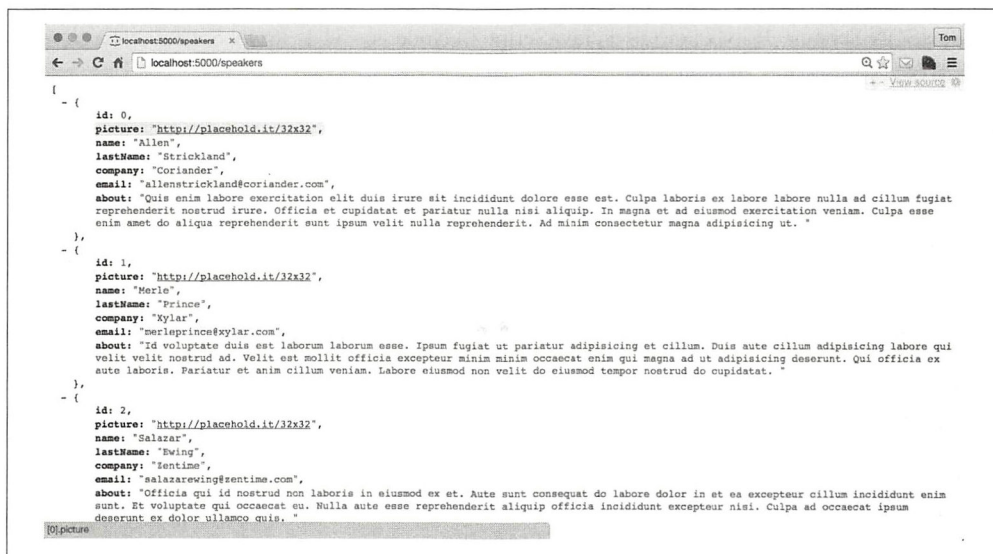 localhost:5000/speakers
Tom
localhost:5000/speakers
+ - View source
[
- {
id: 0,
picture: "http://placehold.it/32x32",
name: "Allen",
lastName: "Strickland",
company: "Coriander",
email: "allenstrickland@coriander.com",
about: "Quis enim labore exercitation elit duis irure sit incididunt dolore esse est. Culpa laboris ex labore labore nulla ad cillum fugiat
reprehenderit nostrud irure. Officia et cupidatat et pariatur nulla nisi aliquip. In magna et ad eiusmod exercitation veniam. Culpa esse
enim amet do aliqua reprehenderit sunt ipsum velit nulla reprehenderit. Ad minim consectetur magna adipisicing ut. "
},
- {
id: 1,
picture: "http://placehold.it/32x32",
name: "Merle",
lastName: "Prince",
company: "Xylar",
email: "merleprince@xylar.com",
about: "Id voluptate duis est laborum laborum esse. Ipsum fugiat ut pariatur adipisicing et cillum. Duis aute cillum adipisicing labore qui
velit velit nostrud ad. Velit est mollit officia excepteur minim minim occaecat enim qui magna ad ut adipisicing deserunt. Qui officia ex
aute laboris. Pariatur et anim cillum veniam. Labore eiusmod non velit do eiusmod tempor nostrud do cupidatat. "
},
- {
id: 2,
picture: "http://placehold.it/32x32",
name: "Salazar",
lastName: "Ewing",
company: "Zentime",
email: "salazarewing@zentime.com",
about: "Officia qui id nostrud non laboris in eiusmod ex et. Aute sunt consequat do labore dolor in et ea excepteur cillum incididunt enim
sunt. Et voluptate qui occaecat eu. Nulla aute esse reprehenderit aliquip officia incididunt excepteur nisi. Culpa ad occaecat ipsum
deserunt ex dolor ullamco quis. "
[0].picture